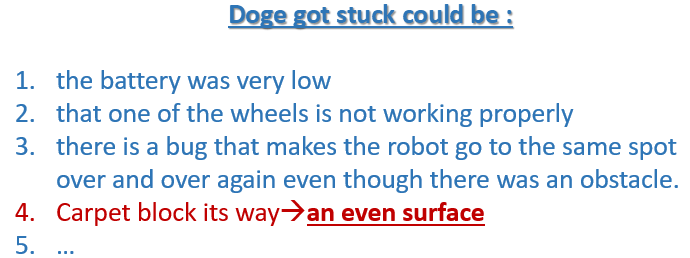 Doge got stuck could be :
1. the battery was very low
2. that one of the wheels is not working properly
3. there is a bug that makes the robot go to the same spot
over and over again even though there was an obstacle.
4. Carpet block its way→an even surface
5. ...